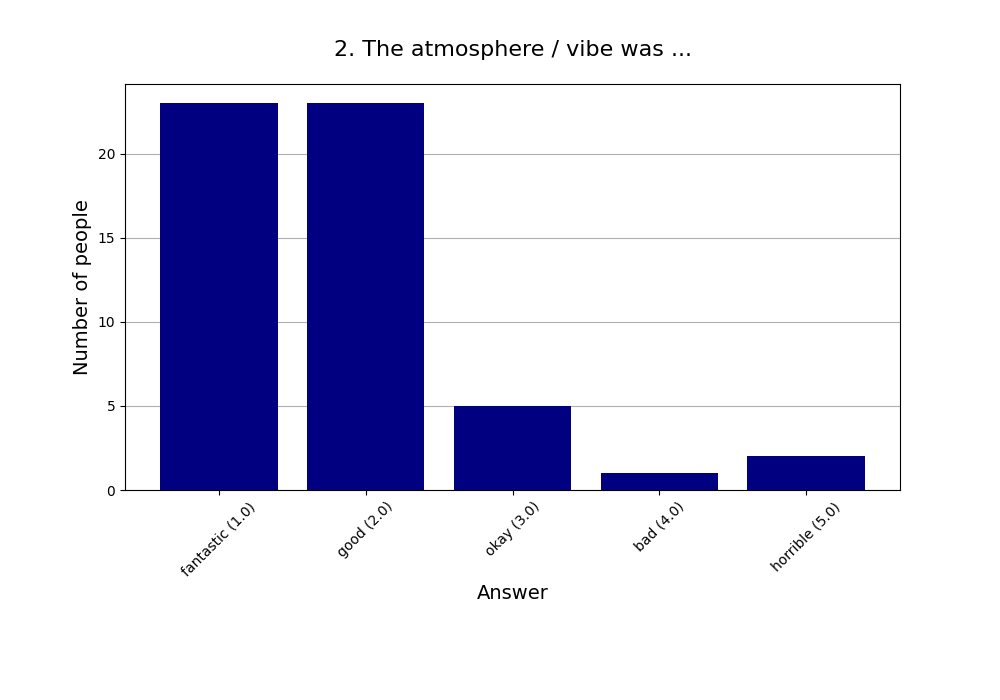 2. The atmosphere / vibe was ...
Number of people
20
15
10
5
0
fantastic (1.0)
good (2.0)
okay (3.0)
bad (4.0)
horrible (5.0)
Answer